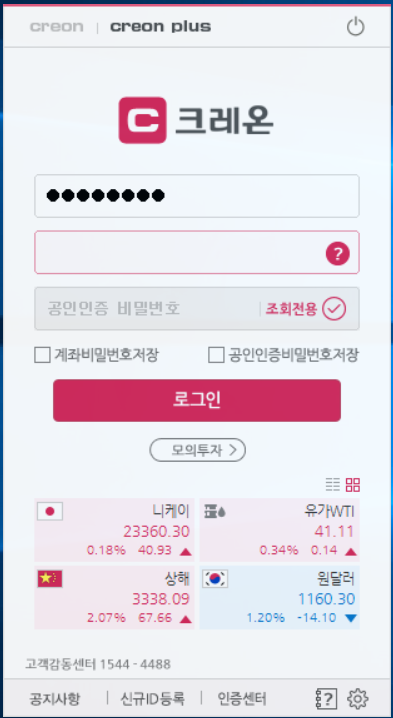 creon | creon plus
C 크레온
●●●●●●●●
?
공인인증 비밀번호 | 조회전용
계좌비밀번호저장 공인인증비밀번호저장
로그인
모의투자 >
니케이 유가WTI
23360.30 41.11
0.18% 40.93 ▲ 0.34% 0.14 ▲
상해 원달러
3338.09 1160.30
2.07% 67.66 ▲ 1.20% -14.10 ▼
고객감동센터 1544 - 4488
공지사항 | 신규ID등록 | 인증센터 ?